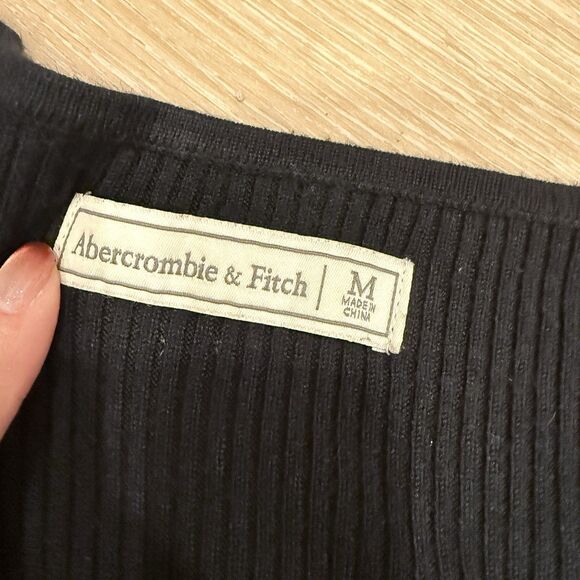 Abercrombie & Fitch | M
MADE IN
CHINA